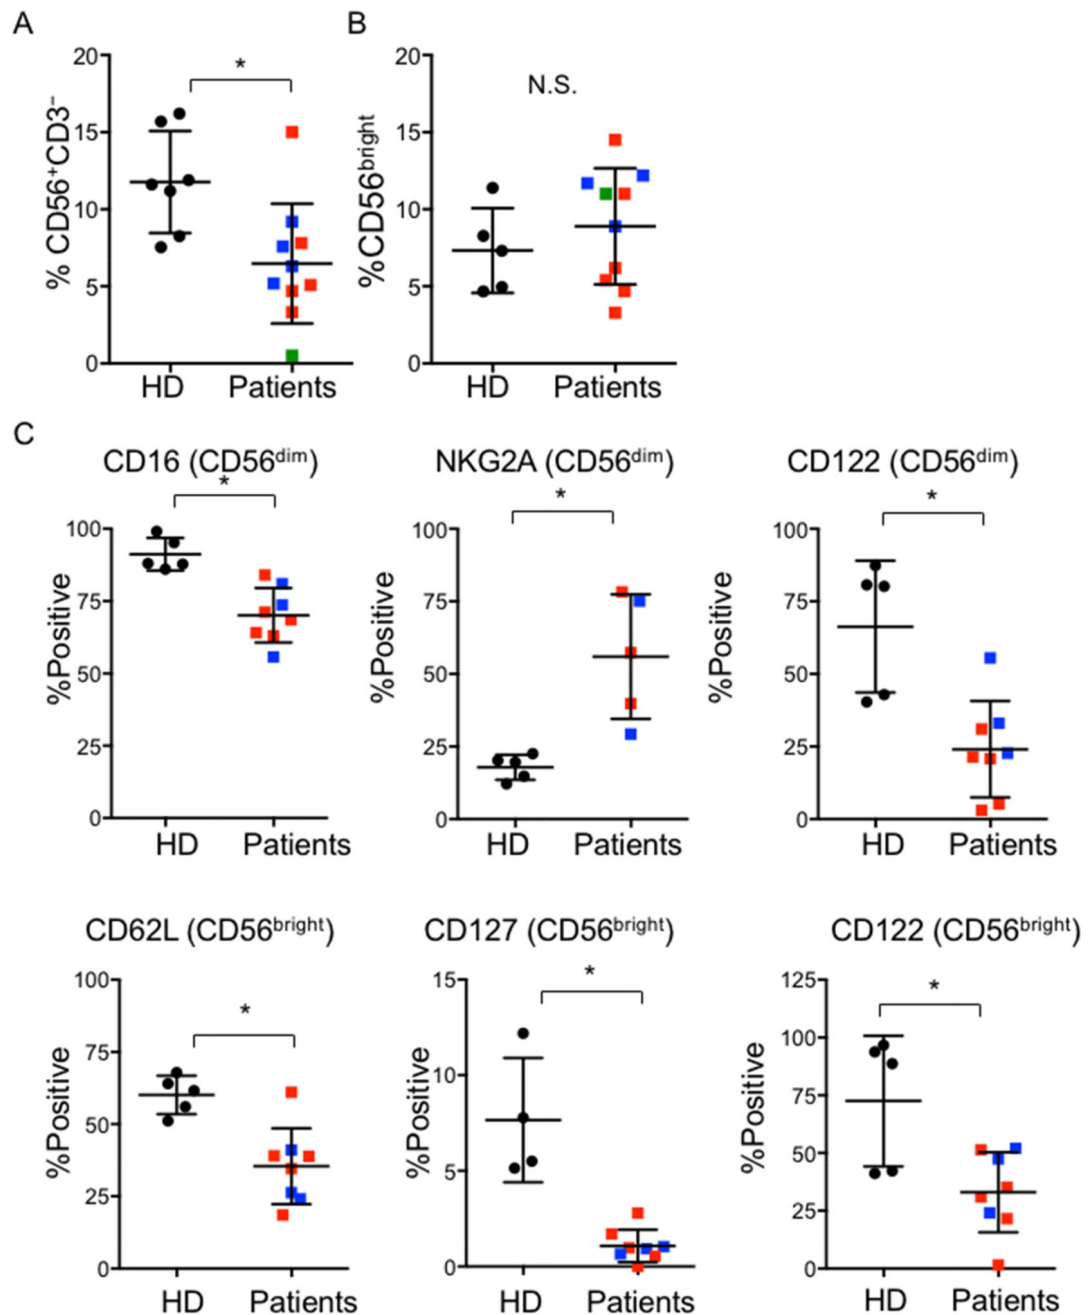 A
B
% CD56⁺CD3⁻
20
15
10
5
0
*
HD
Patients
%CD56ᵇʳⁱᵍʰᵗ
20
15
10
5
0
N.S.
HD
Patients
C
CD16 (CD56ᵈⁱᵐ)
*
%Positive
100
75
50
25
0
HD
Patients
NKG2A (CD56ᵈⁱᵐ)
*
%Positive
100
75
50
25
0
HD
Patients
CD122 (CD56ᵈⁱᵐ)
*
%Positive
100
75
50
25
0
HD
Patients
CD62L (CD56ᵇʳⁱᵍʰᵗ)
*
%Positive
100
75
50
25
0
HD
Patients
CD127 (CD56ᵇʳⁱᵍʰᵗ)
*
%Positive
15
10
5
0
HD
Patients
CD122 (CD56ᵇʳⁱᵍʰᵗ)
*
%Positive
125
100
75
50
25
0
HD
Patients